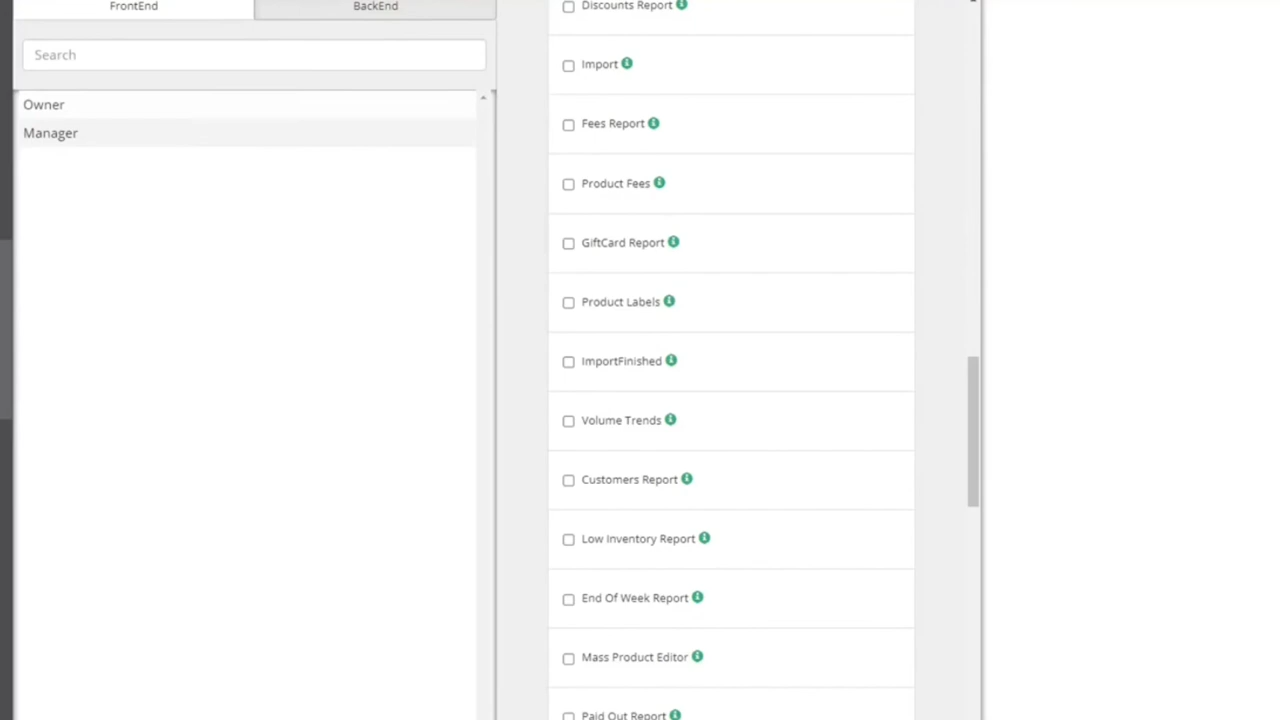 FrontEnd
BackEnd
Search
Owner
Manager
Discounts Report
Import
Fees Report
Product Fees
GiftCard Report
Product Labels
ImportFinished
Volume Trends
Customers Report
Low Inventory Report
End Of Week Report
Mass Product Editor
Paid Out Report